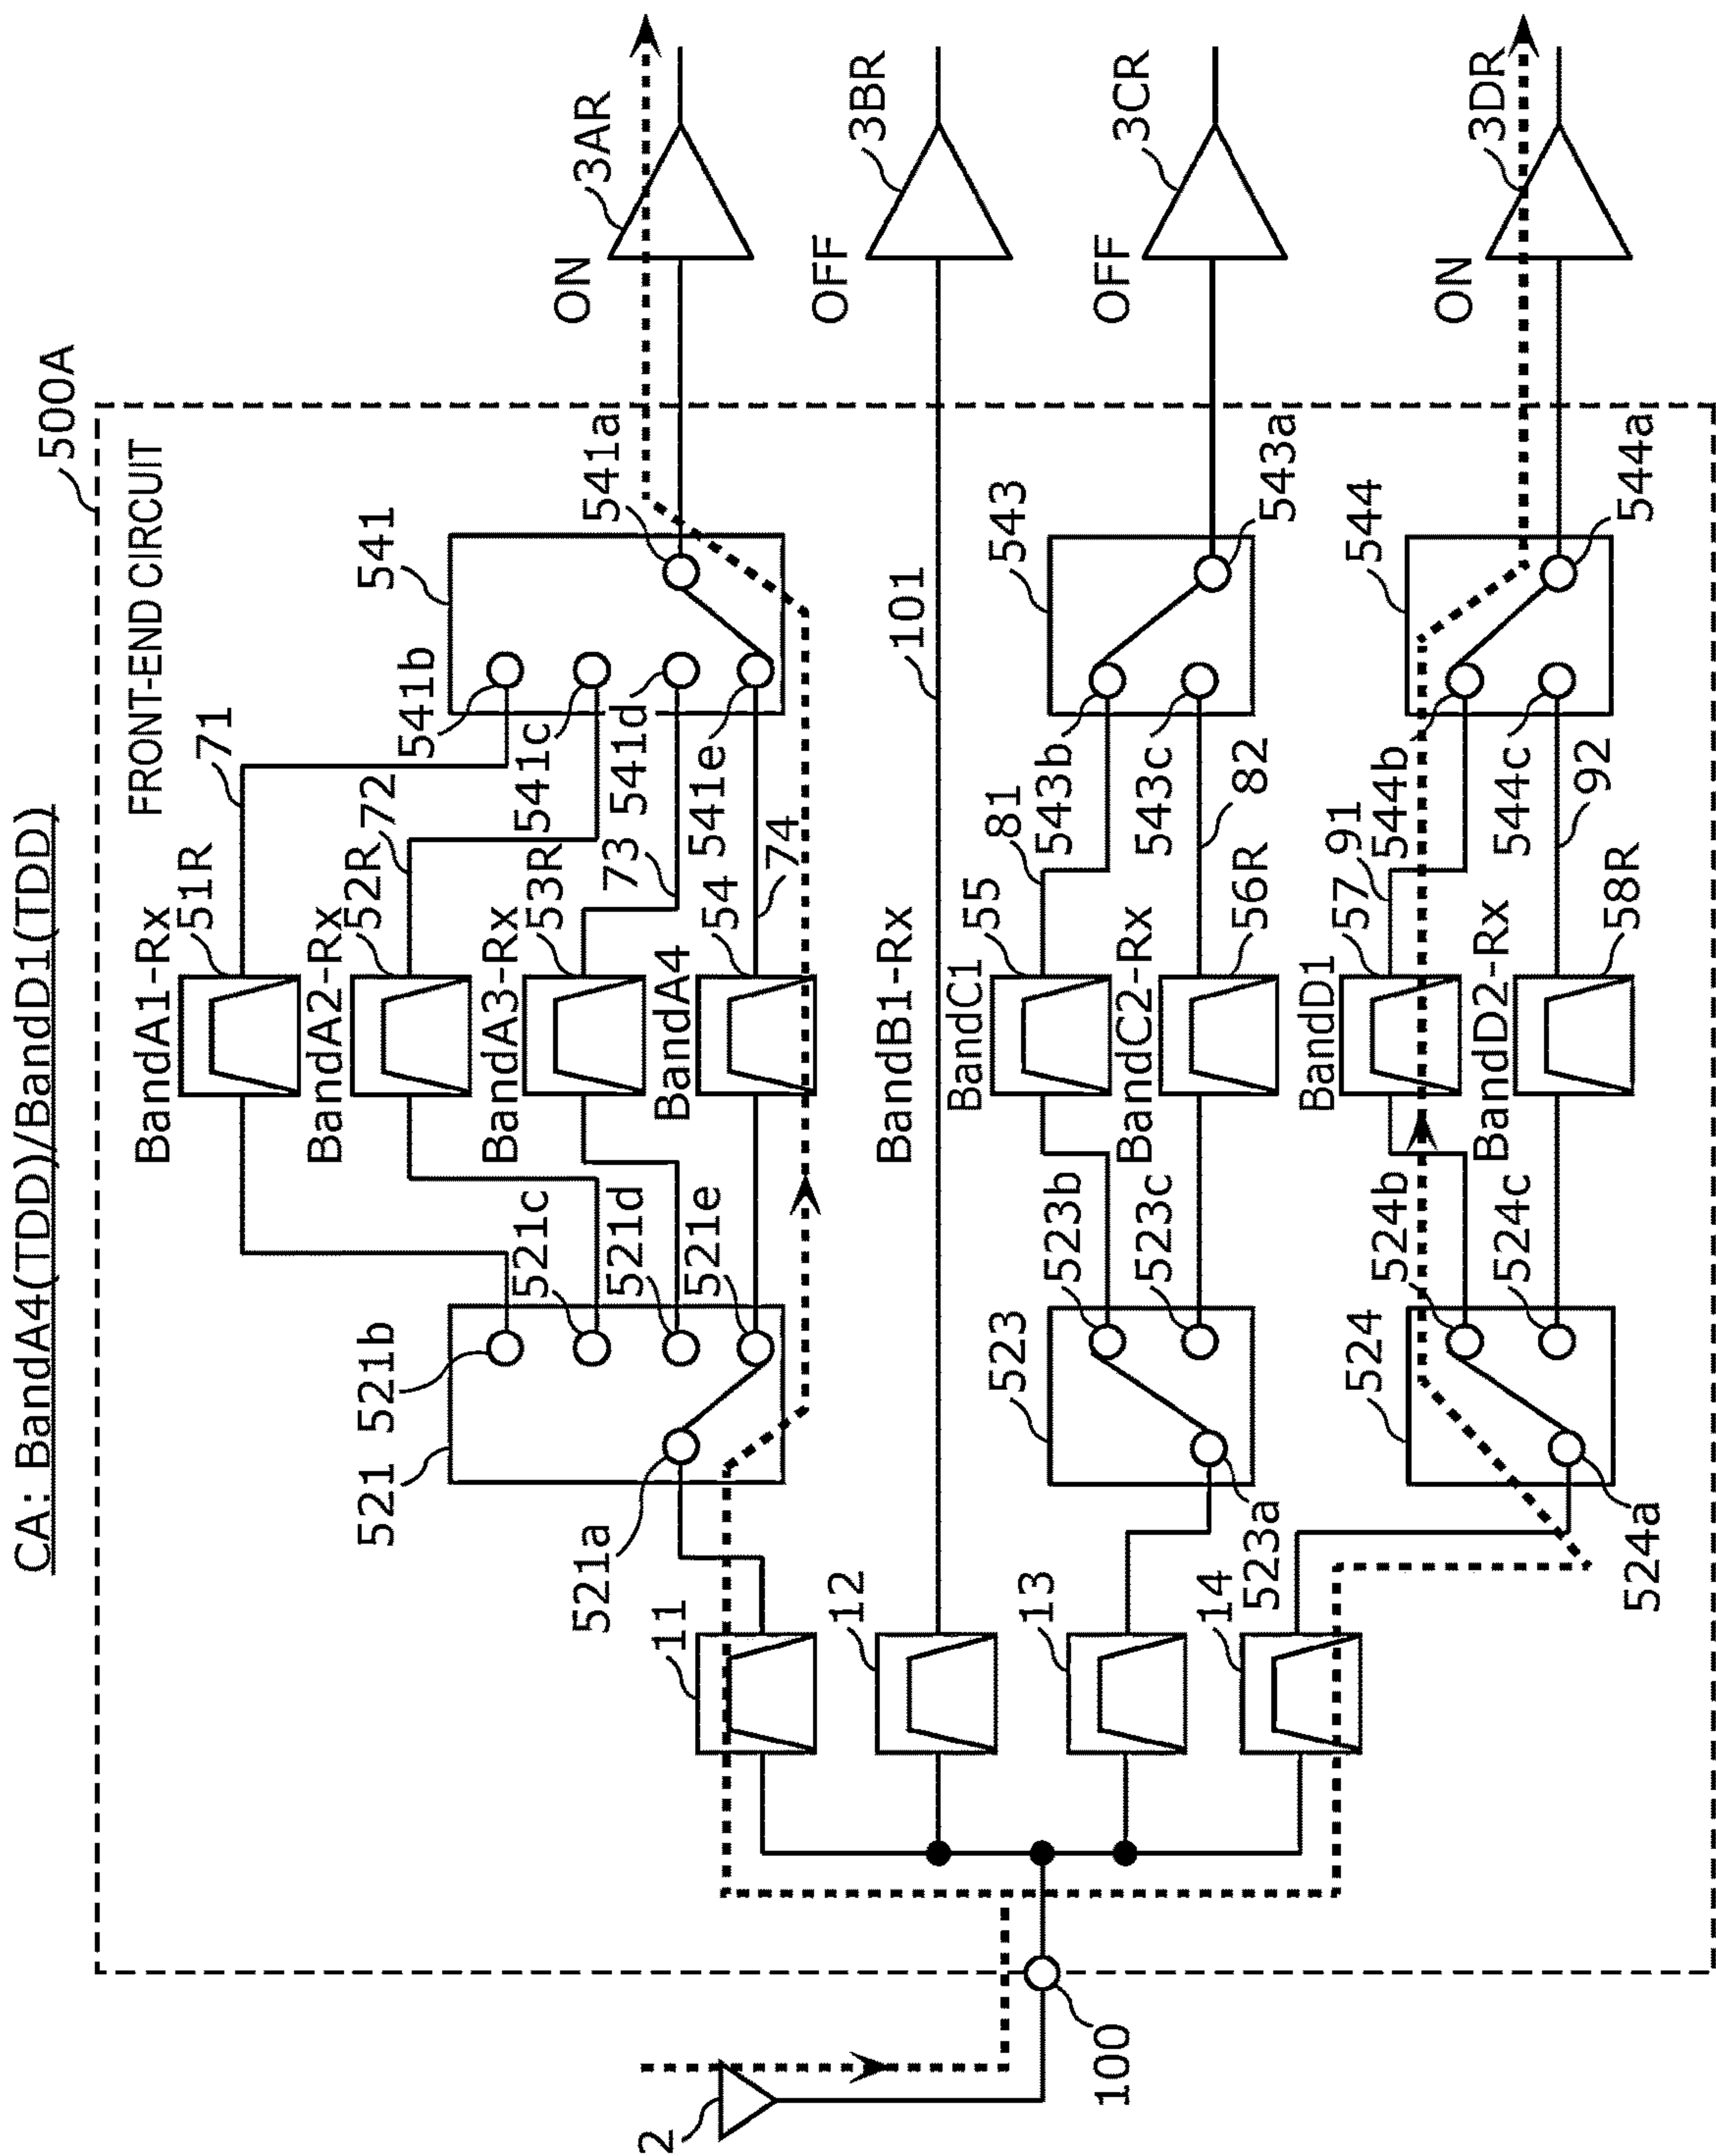 CA: BandA4(TDD)/BandD1(TDD)
500A
FRONT-END CIRCUIT
BandA1-Rx
51R
71
BandA2-Rx
52R
72
BandA3-Rx
53R
73
BandA4
54
74
521
521b
521c
521d
521e
521a
541
541b
541c
541d
541e
541a
ON
3AR
11
12
BandB1-Rx
101
OFF
3BR
13
523
523a
523b
523c
BandC1
55
81
BandC2-Rx
56R
82
543
543b
543c
543a
OFF
3CR
14
524
524a
524b
524c
BandD1
57
91
BandD2-Rx
58R
92
544
544b
544c
544a
ON
3DR
2
100